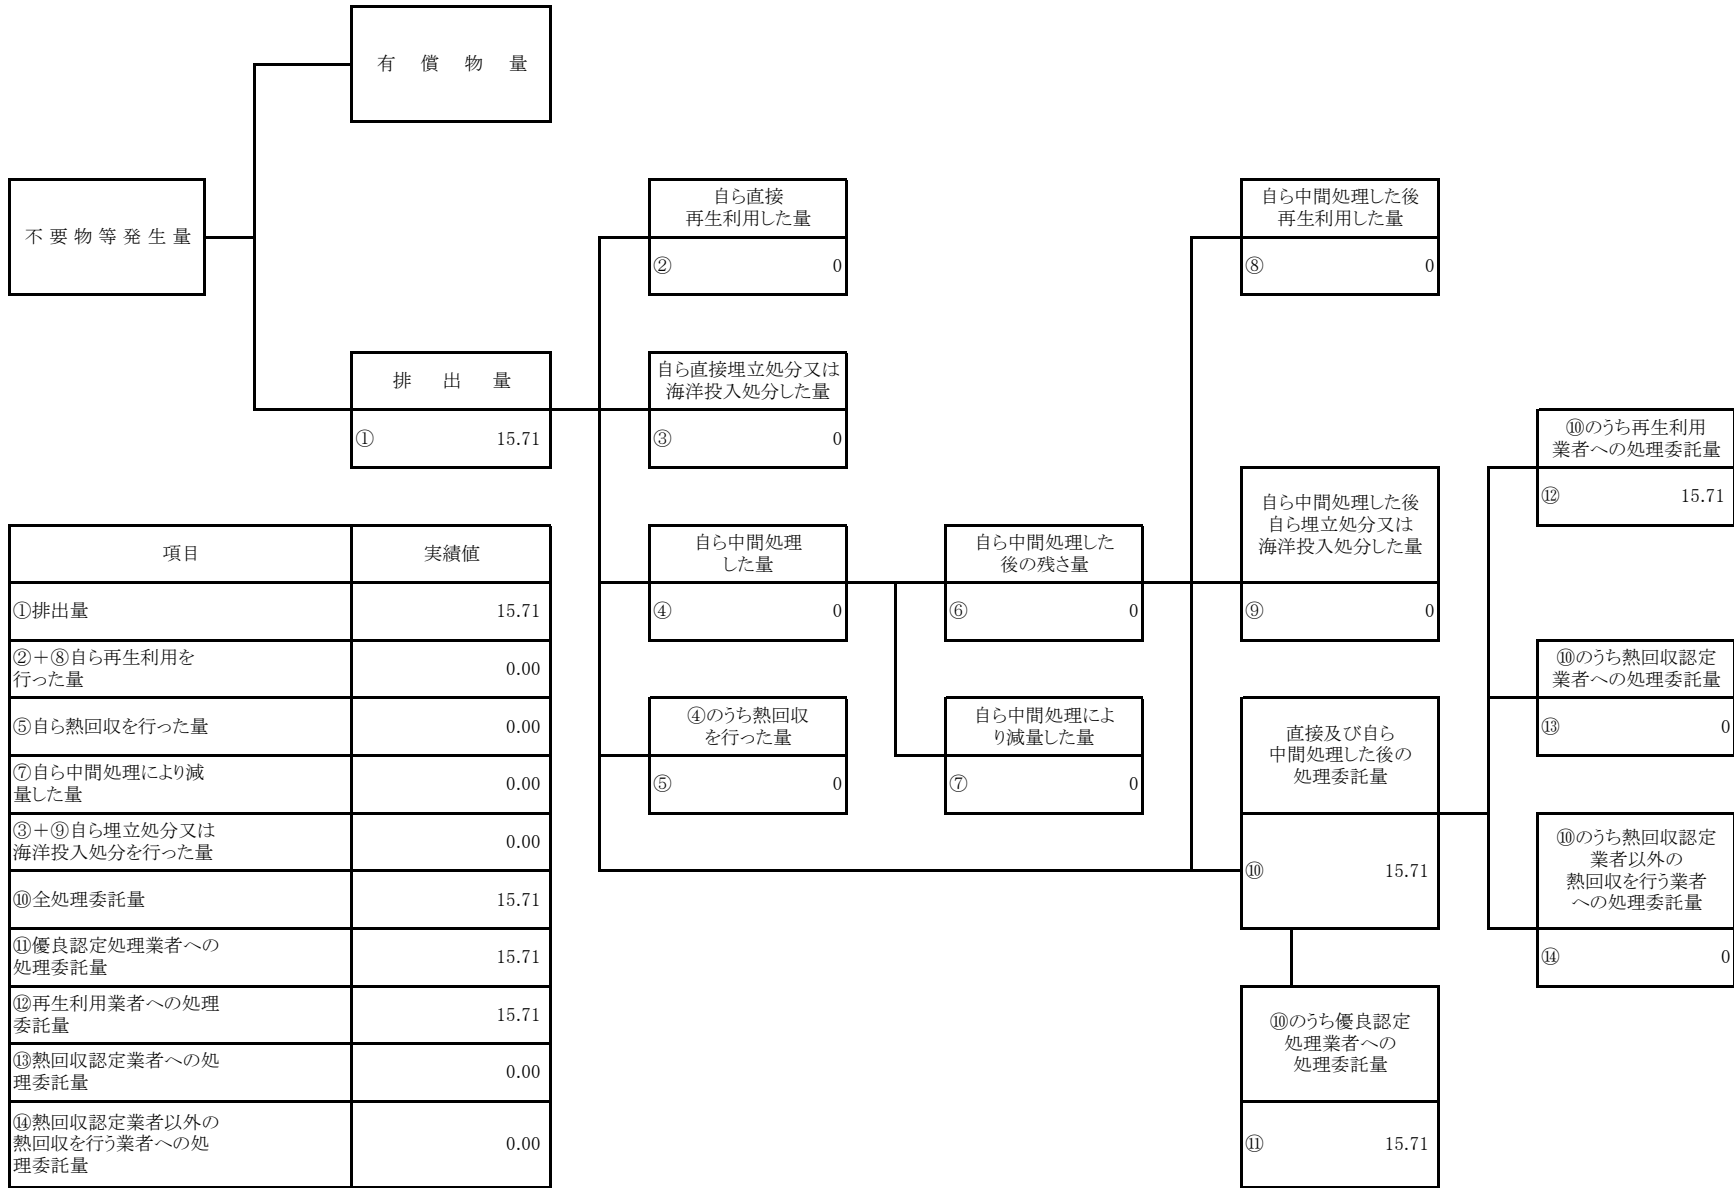 有 償 物 量
不要物等発生量
自ら直接
再生利用した量
② 0
自ら中間処理した後
再生利用した量
⑧ 0
排 出 量
① 15.71
自ら直接埋立処分又は
海洋投入処分した量
③ 0
⑩のうち再生利用
業者への処理委託量
⑫ 15.71
自ら中間処理した後
自ら埋立処分又は
海洋投入処分した量
⑨ 0
自ら中間処理
した量
④ 0
自ら中間処理した
後の残さ量
⑥ 0
⑩のうち熱回収認定
業者への処理委託量
⑬ 0
④のうち熱回収
を行った量
⑤ 0
自ら中間処理によ
り減量した量
⑦ 0
直接及び自ら
中間処理した後の
処理委託量
⑩ 15.71
⑩のうち熱回収認定
業者以外の
熱回収を行う業者
への処理委託量
⑭ 0
⑩のうち優良認定
処理業者への
処理委託量
⑪ 15.71
項目 実績値
①排出量 15.71
②+⑧自ら再生利用を
行った量 0.00
⑤自ら熱回収を行った量 0.00
⑦自ら中間処理により減
量した量 0.00
③+⑨自ら埋立処分又は
海洋投入処分を行った量 0.00
⑩全処理委託量 15.71
⑪優良認定処理業者への
処理委託量 15.71
⑫再生利用業者への処理
委託量 15.71
⑬熱回収認定業者への処
理委託量 0.00
⑭熱回収認定業者以外の
熱回収を行う業者への処
理委託量 0.00